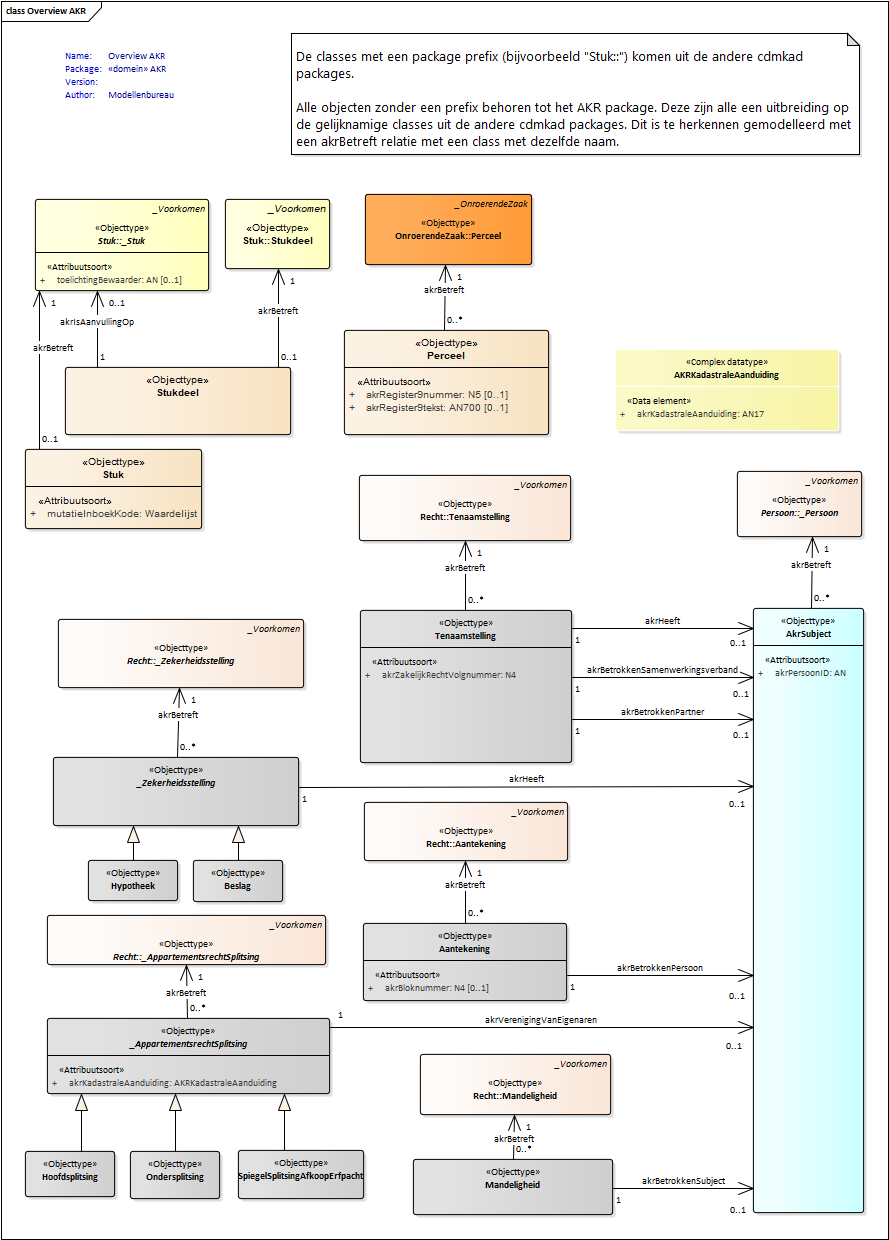 class Overview AKR
Name: Overview AKR
Package: «domein» AKR
Version:
Author: Modellenbureau
De classes met een package prefix (bijvoorbeeld "Stuk::") komen uit de andere cdmkad
packages.
Alle objecten zonder een prefix behoren tot het AKR package. Deze zijn alle een uitbreiding op
de gelijknamige classes uit de andere cdmkad packages. Dit is te herkennen gemodelleerd met
een akrBetreft relatie met een class met dezelfde naam.
_Voorkomen
«Objecttype»
Stuk::_Stuk
«Attribuutsoort»
+ toelichtingBewaarder: AN [0..1]
_Voorkomen
«Objecttype»
Stuk::Stukdeel
_OnroerendeZaak
«Objecttype»
OnroerendeZaak::Perceel
1
0..1
akrIsAanvullingOp
akrBetreft
1
0..1
1
akrBetreft
0..1
1
akrBetreft
0..*
«Objecttype»
Stukdeel
«Objecttype»
Perceel
«Attribuutsoort»
+ akrRegister9nummer: N5 [0..1]
+ akrRegister9tekst: AN700 [0..1]
«Complex datatype»
AKRKadastraleAanduiding
«Data element»
+ akrKadastraleAanduiding: AN17
«Objecttype»
Stuk
«Attribuutsoort»
+ mutatieInboekKode: Waardelijst
_Voorkomen
«Objecttype»
Recht::Tenaamstelling
_Voorkomen
«Objecttype»
Persoon::_Persoon
1
akrBetreft
0..*
1
akrBetreft
0..*
«Objecttype»
Tenaamstelling
«Attribuutsoort»
+ akrZakelijkRechtVolgnummer: N4
akrHeeft
1
0..1
akrBetrokkenSamenwerkingsverband
1
0..1
akrBetrokkenPartner
1
0..1
«Objecttype»
AkrSubject
«Attribuutsoort»
+ akrPersoonID: AN
_Voorkomen
«Objecttype»
Recht::_Zekerheidsstelling
1
akrBetreft
0..*
«Objecttype»
_Zekerheidsstelling
akrHeeft
1
0..1
«Objecttype»
Hypotheek
«Objecttype»
Beslag
_Voorkomen
«Objecttype»
Recht::Aantekening
1
akrBetreft
0..*
«Objecttype»
Aantekening
«Attribuutsoort»
+ akrBloknummer: N4 [0..1]
akrBetrokkenPersoon
1
0..1
_Voorkomen
«Objecttype»
Recht::_AppartementsrechtSplitsing
1
akrBetreft
0..*
«Objecttype»
_AppartementsrechtSplitsing
«Attribuutsoort»
+ akrKadastraleAanduiding: AKRKadastraleAanduiding
1
akrVerenigingVanEigenaren
0..1
«Objecttype»
Hoofdsplitsing
«Objecttype»
Ondersplitsing
«Objecttype»
SpiegelSplitsingAfkoopErfpacht
_Voorkomen
«Objecttype»
Recht::Mandeligheid
1
akrBetreft
0..*
«Objecttype»
Mandeligheid
akrBetrokkenSubject
1
0..1